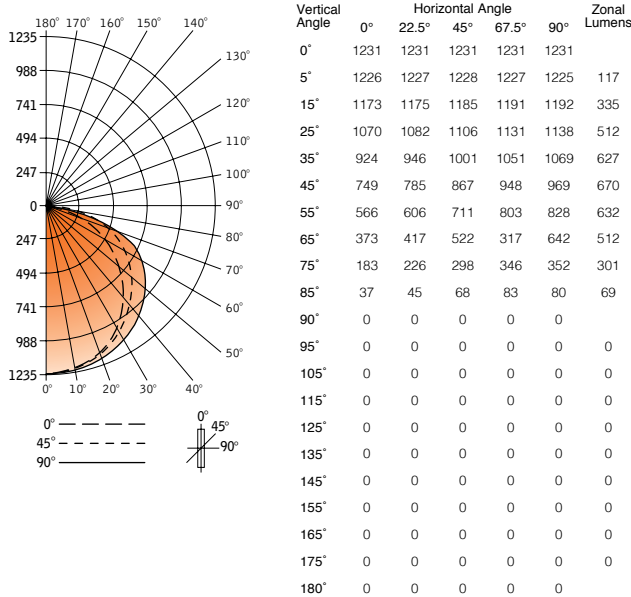 180° 170° 160° 150° 140°
130°
120°
110°
100°
90°
80°
70°
60°
50°
0° 10° 20° 30° 40°
1235
988
741
494
247
0
247
494
741
988
1235
0°
45°
90°
0°
45°
90°
Vertical Angle Horizontal Angle Zonal Lumens
0° 22.5° 45° 67.5° 90°
0° 1231 1231 1231 1231 1231
5° 1226 1227 1228 1227 1225 117
15° 1173 1175 1185 1191 1192 335
25° 1070 1082 1106 1131 1138 512
35° 924 946 1001 1051 1069 627
45° 749 785 867 948 969 670
55° 566 606 711 803 828 632
65° 373 417 522 317 642 512
75° 183 226 298 346 352 301
85° 37 45 68 83 80 69
90° 0 0 0 0 0
95° 0 0 0 0 0 0
105° 0 0 0 0 0 0
115° 0 0 0 0 0 0
125° 0 0 0 0 0 0
135° 0 0 0 0 0 0
145° 0 0 0 0 0 0
155° 0 0 0 0 0 0
165° 0 0 0 0 0 0
175° 0 0 0 0 0 0
180° 0 0 0 0 0